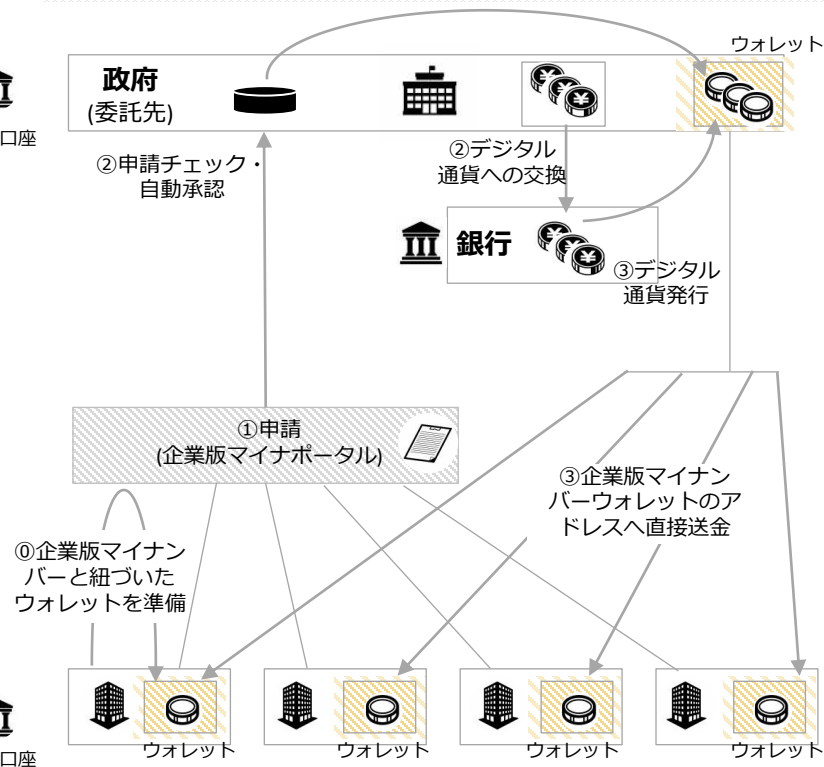 ウォレット
政府
(委託先)
口座
②申請チェック・
自動承認
②デジタル
通貨への交換
銀行
③デジタル
通貨発行
①申請
(企業版マイナポータル)
③企業版マイナン
バーウォレットのア
ドレスへ直接送金
⓪企業版マイナン
バーと紐づいた
ウォレットを準備
口座
ウォレット
ウォレット
ウォレット
ウォレット